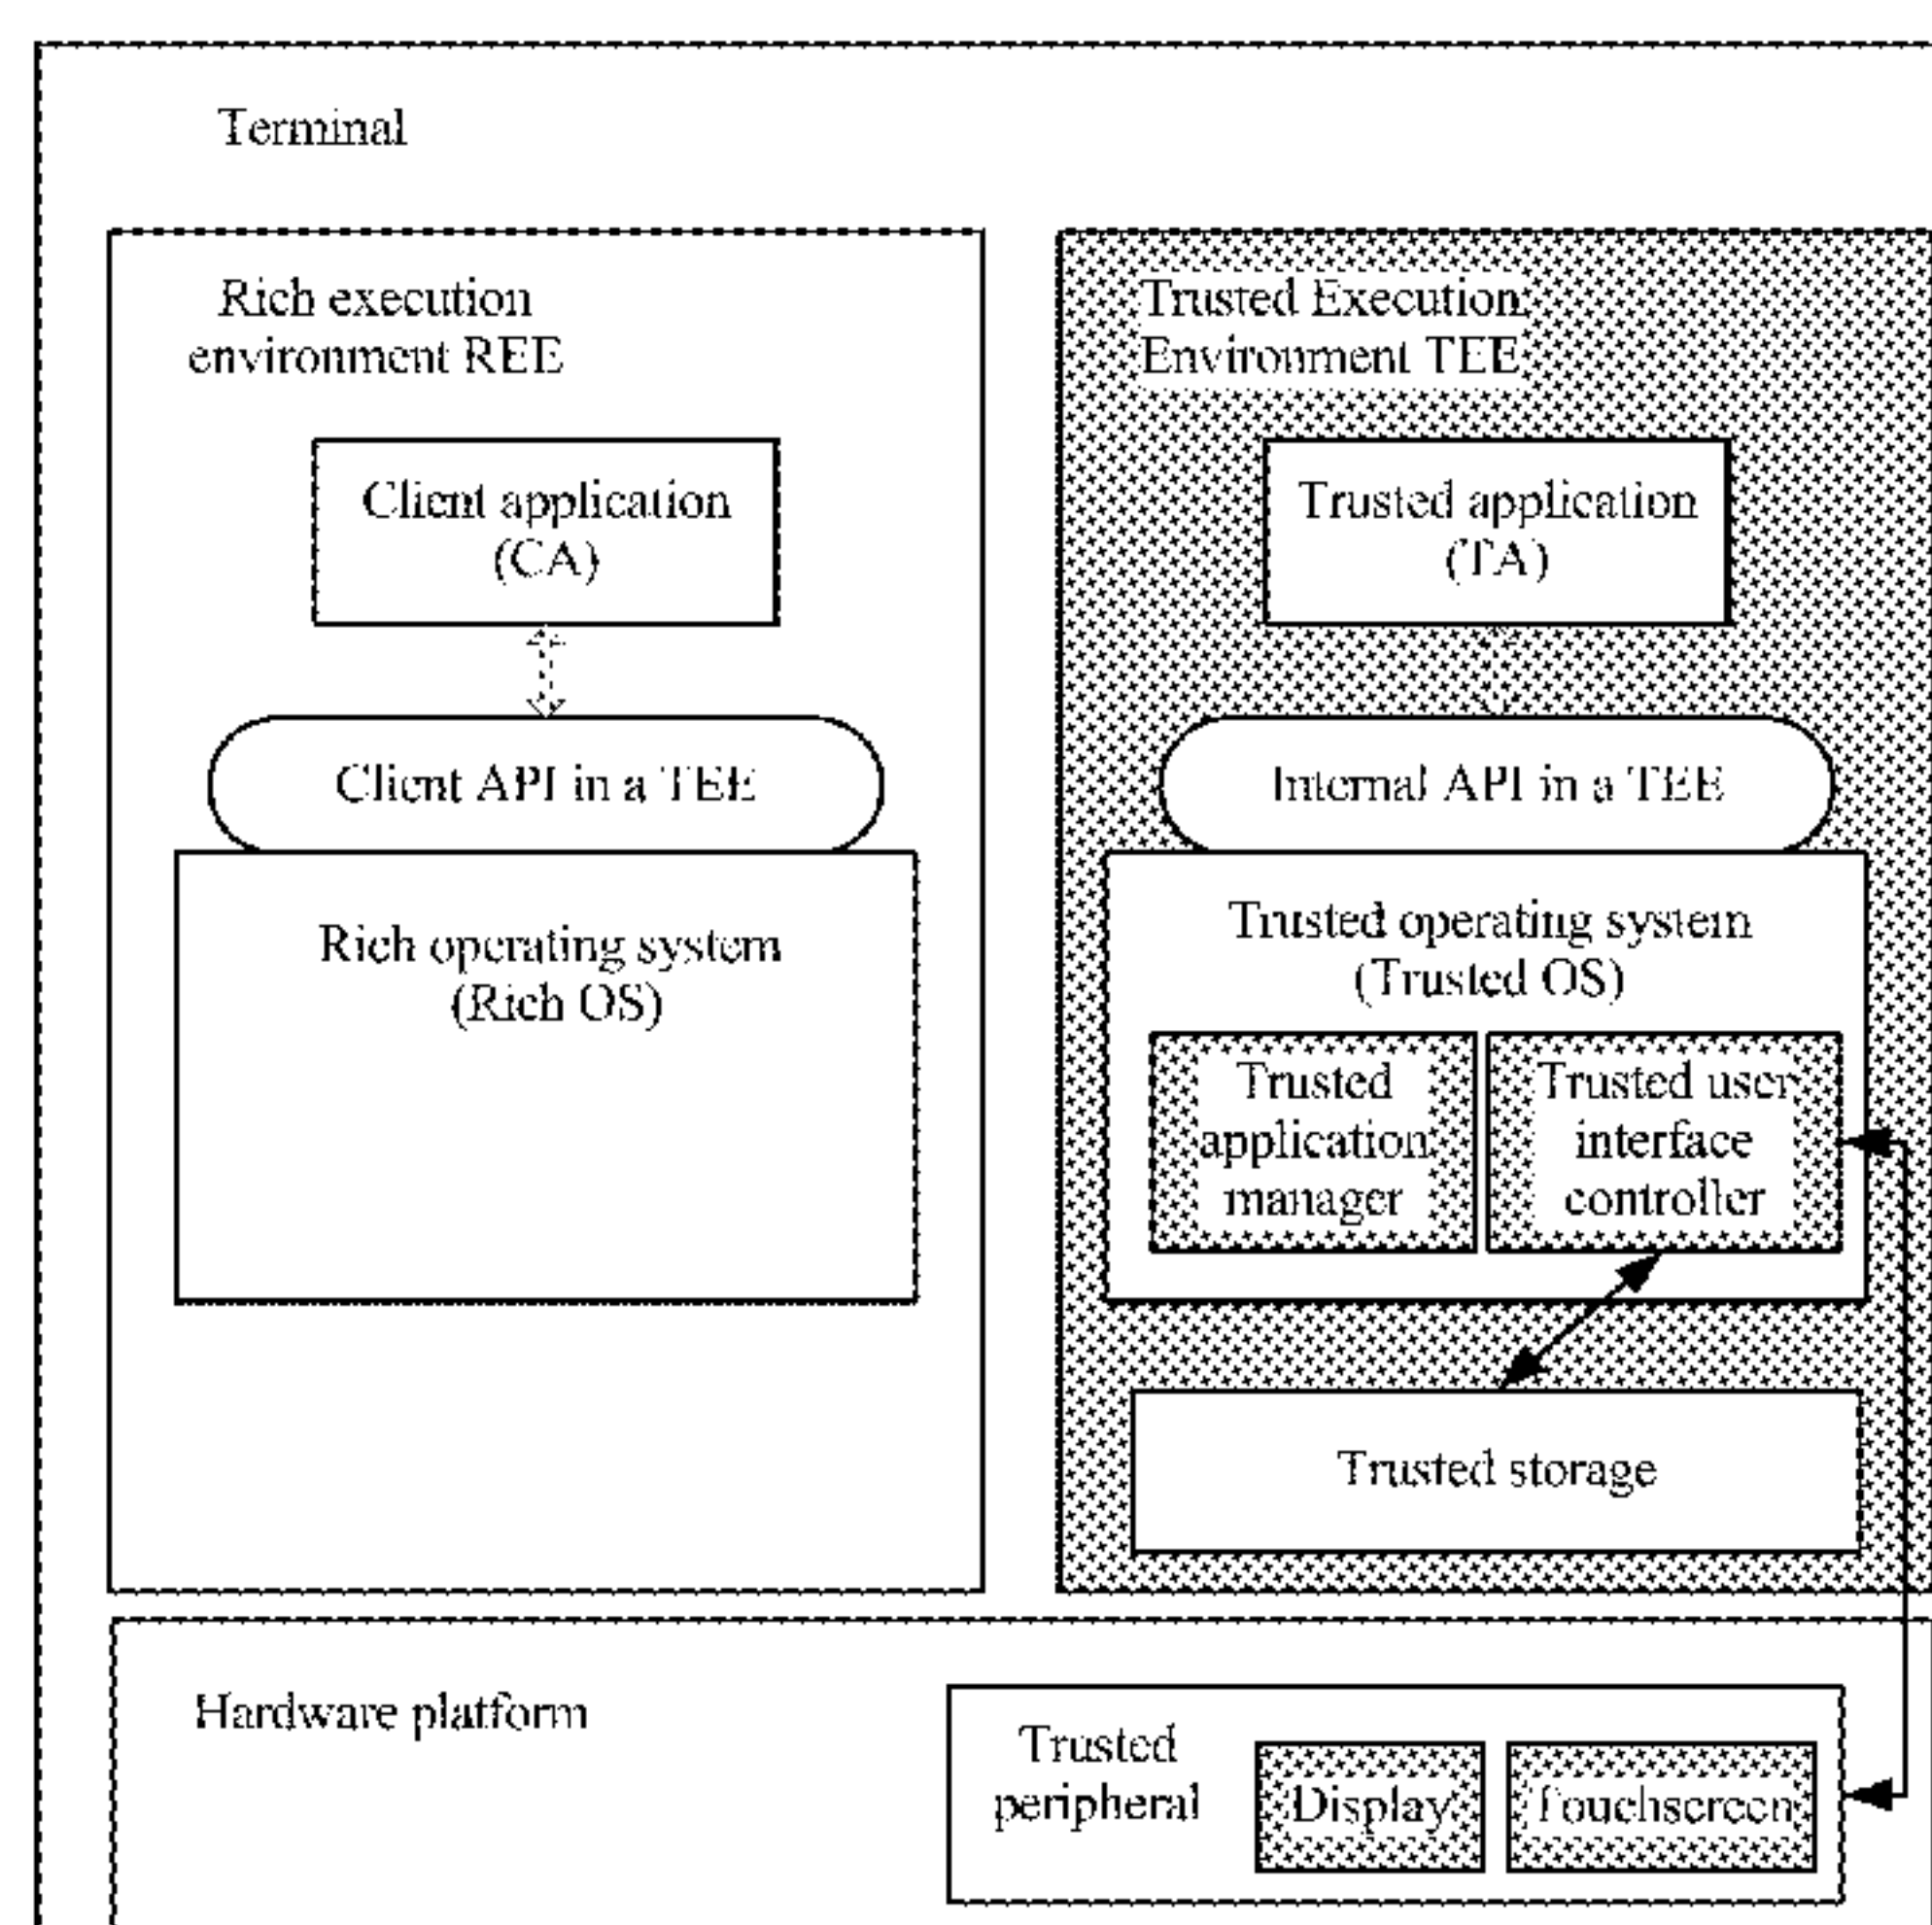 Terminal
Rich execution
environment REE
Client application
(CA)
Client API in a TEE
Rich operating system
(Rich OS)
Trusted Execution
Environment TEE
Trusted application
(TA)
Internal API in a TEE
Trusted operating system
(Trusted OS)
Trusted
application
manager
Trusted user
interface
controller
Trusted storage
Hardware platform
Trusted
peripheral
Display
Touchscreen